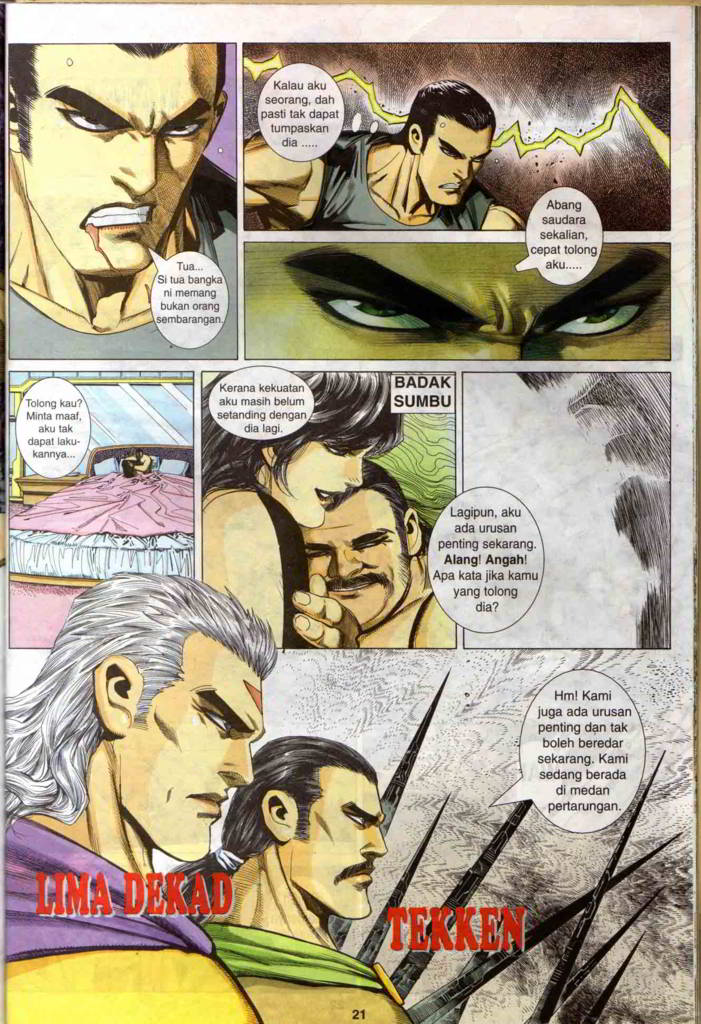 Tua...
Si tua bangka
ni memang
bukan orang
sembarangan.
Kalau aku
seorang, dah
pasti tak dapat
tumpaskan
dia .....
Abang
saudara
sekalian,
cepat tolong
aku.....
Tolong kau?
Minta maaf,
aku tak
dapat laku-
kannya...
Kerana kekuatan
aku masih belum
setanding dengan
dia lagi.
BADAK
SUMBU
Lagipun, aku
ada urusan
penting sekarang.
Alang! Angah!
Apa kata jika kamu
yang tolong
dia?
Hm! Kami
juga ada urusan
penting dan tak
boleh beredar
sekarang. Kami
sedang berada
di medan
pertarungan.
LIMA DEKAD
TEKKEN
21